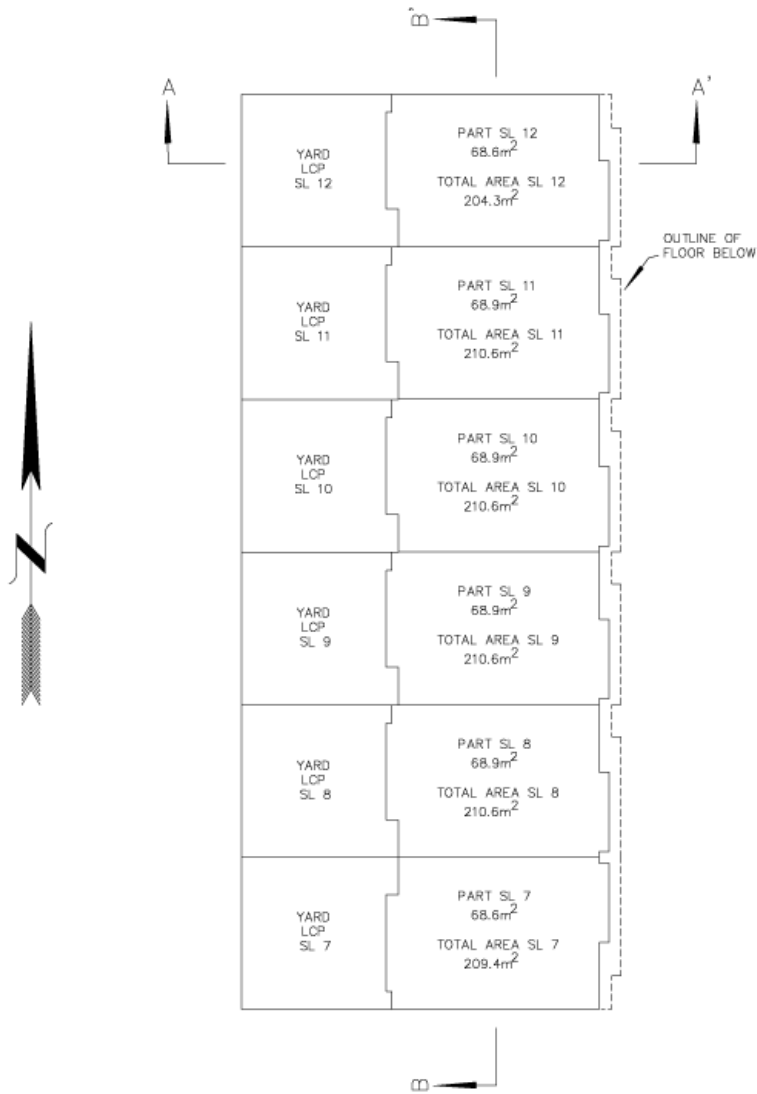 B'
A
A'
YARD
LCP
SL 12
PART SL 12
68.6m²
TOTAL AREA SL 12
204.3m²
OUTLINE OF
FLOOR BELOW
YARD
LCP
SL 11
PART SL 11
68.9m²
TOTAL AREA SL 11
210.6m²
YARD
LCP
SL 10
PART SL 10
68.9m²
TOTAL AREA SL 10
210.6m²
N
YARD
LCP
SL 9
PART SL 9
68.9m²
TOTAL AREA SL 9
210.6m²
YARD
LCP
SL 8
PART SL 8
68.9m²
TOTAL AREA SL 8
210.6m²
YARD
LCP
SL 7
PART SL 7
68.6m²
TOTAL AREA SL 7
209.4m²
B